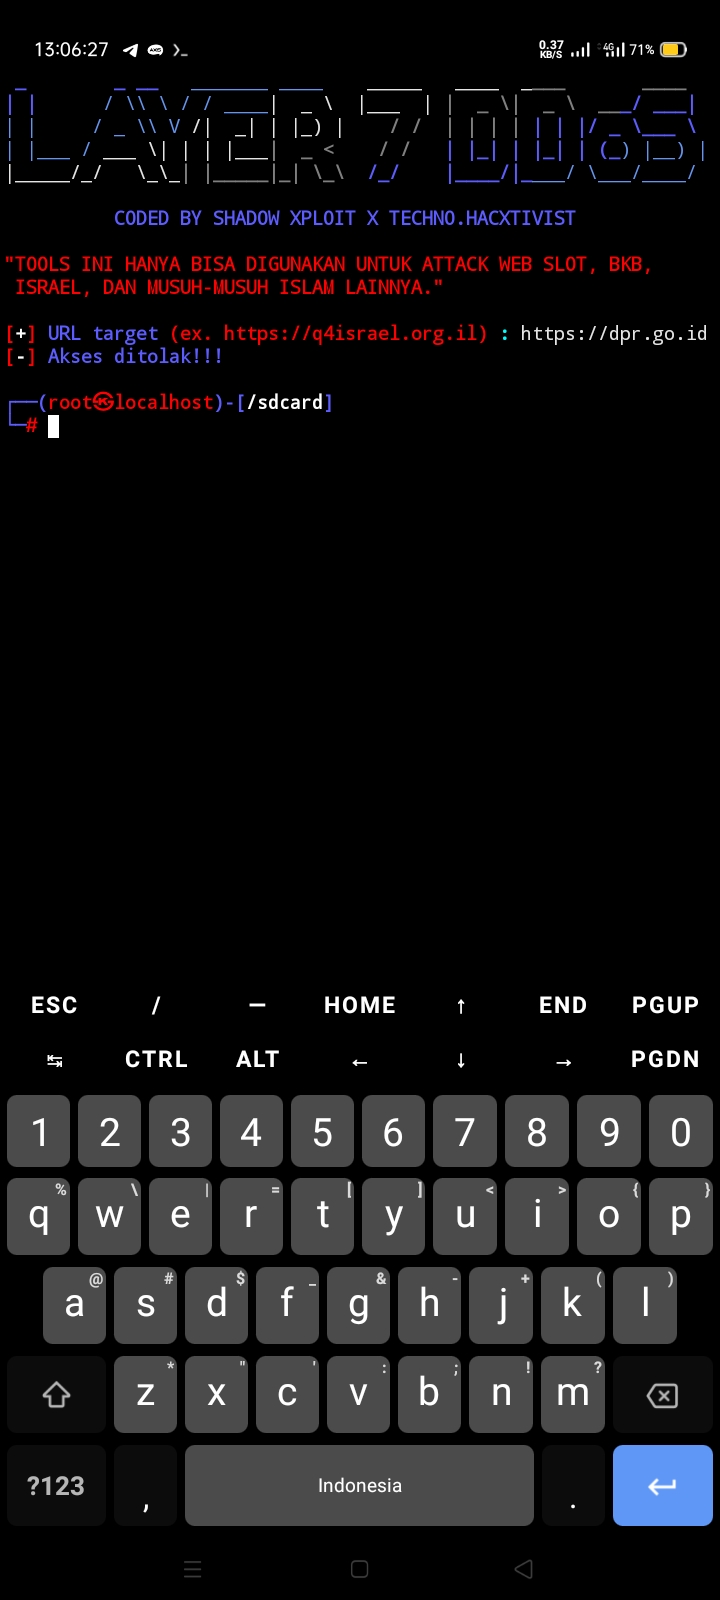 13:06:27 0.37 KB/S 4G 71%
LAYER 7 DDoS
CODED BY SHADOW XPLOIT X TECHNO.HACXTIVIST
"TOOLS INI HANYA BISA DIGUNAKAN UNTUK ATTACK WEB SLOT, BKB,
ISRAEL, DAN MUSUH-MUSUH ISLAM LAINNYA."
[+] URL target (ex. https://q4israel.org.il) : https://dpr.go.id
[-] Akses ditolak!!!
┌──(root㉿localhost)-[/sdcard]
└─#
ESC / — HOME ↑ END PGUP
↹ CTRL ALT ← ↓ → PGDN
1 2 3 4 5 6 7 8 9 0
% \ | = [ ] < > { }
q w e r t y u i o p
@ # $ _ & - + ( )
a s d f g h j k l
* " ' : ; ! ?
z x c v b n m
?123 , Indonesia .